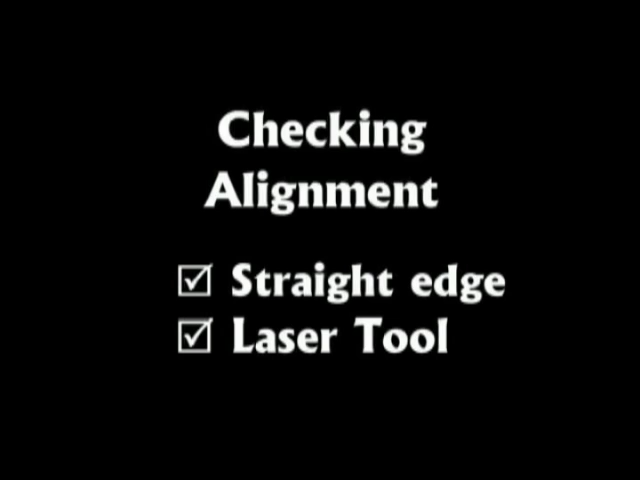 Checking
Alignment
☑ Straight edge
☑ Laser Tool